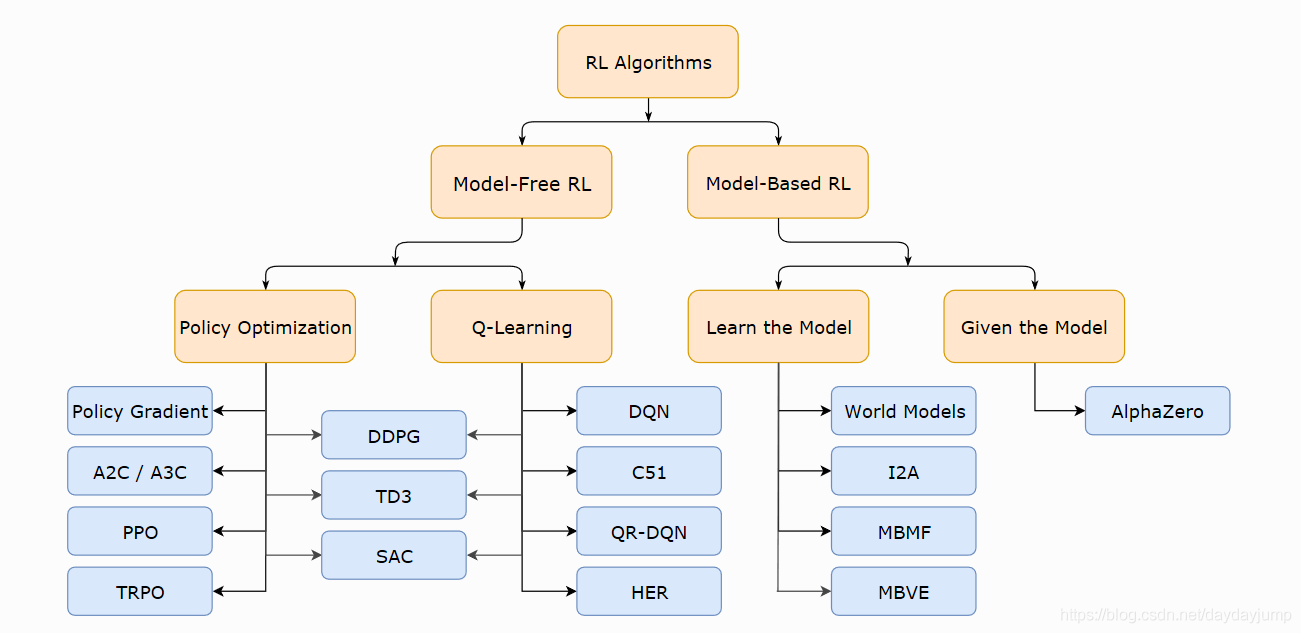 RL Algorithms
Model-Free RL
Model-Based RL
Policy Optimization
Q-Learning
Learn the Model
Given the Model
Policy Gradient
A2C / A3C
PPO
TRPO
DDPG
TD3
SAC
DQN
C51
QR-DQN
HER
World Models
I2A
MBMF
MBVE
AlphaZero
https://blog.csdn.net/daydayjump